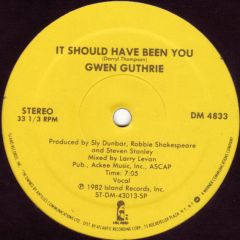 IT SHOULD HAVE BEEN YOU
(Darryl Thompson)
GWEN GUTHRIE
STEREO
33 1/3 RPM
DM 4833
Produced by Sly Dunbar, Robbie Shakespeare
and Steven Stanley
Mixed by Larry Levan
Pub., Ackee Music, Inc., ASCAP
Time: 7:05
Vocal
℗ 1982 Island Records, Inc.
ST-DM-43013-SP
ISLAND